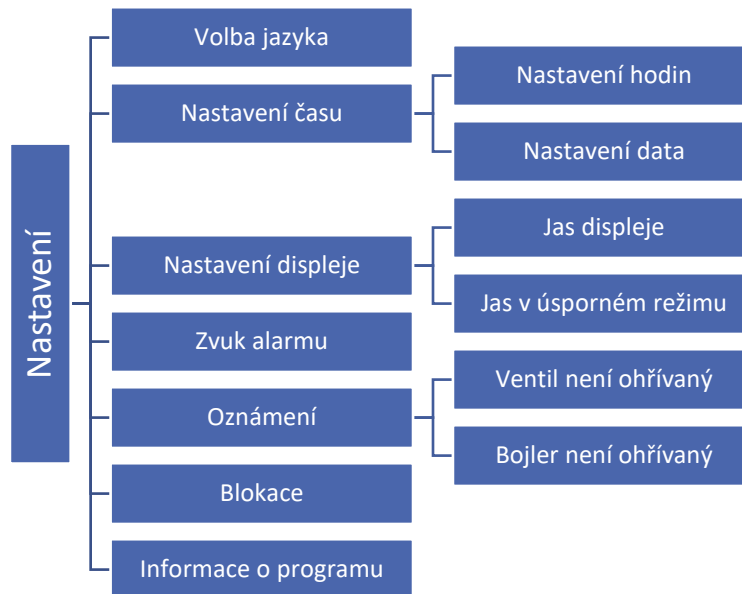 Nastavení
Volba jazyka
Nastavení času
Nastavení hodin
Nastavení data
Nastavení displeje
Jas displeje
Jas v úsporném režimu
Zvuk alarmu
Oznámení
Ventil není ohřívaný
Bojler není ohřívaný
Blokace
Informace o programu